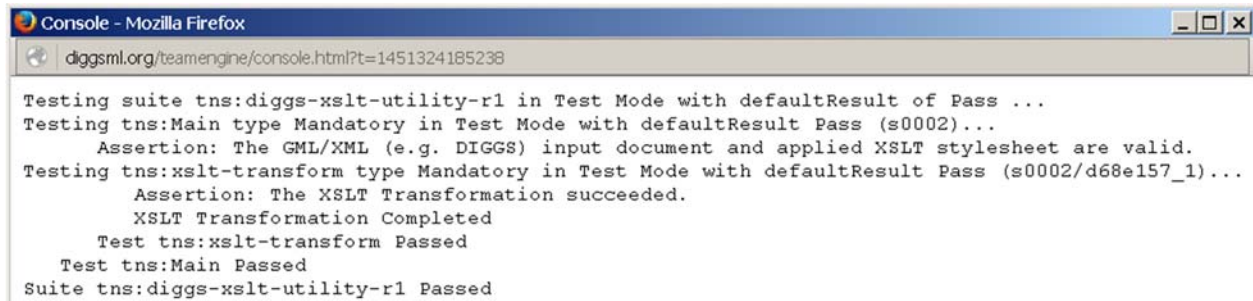 Console - Mozilla Firefox
diggsml.org/teamengine/console.html?t=1451324185238
Testing suite tns:diggs-xslt-utility-r1 in Test Mode with defaultResult of Pass ...
Testing tns:Main type Mandatory in Test Mode with defaultResult Pass (s0002)...
Assertion: The GML/XML (e.g. DIGGS) input document and applied XSLT stylesheet are valid.
Testing tns:xslt-transform type Mandatory in Test Mode with defaultResult Pass (s0002/d68e157_1)...
Assertion: The XSLT Transformation succeeded.
XSLT Transformation Completed
Test tns:xslt-transform Passed
Test tns:Main Passed
Suite tns:diggs-xslt-utility-r1 Passed